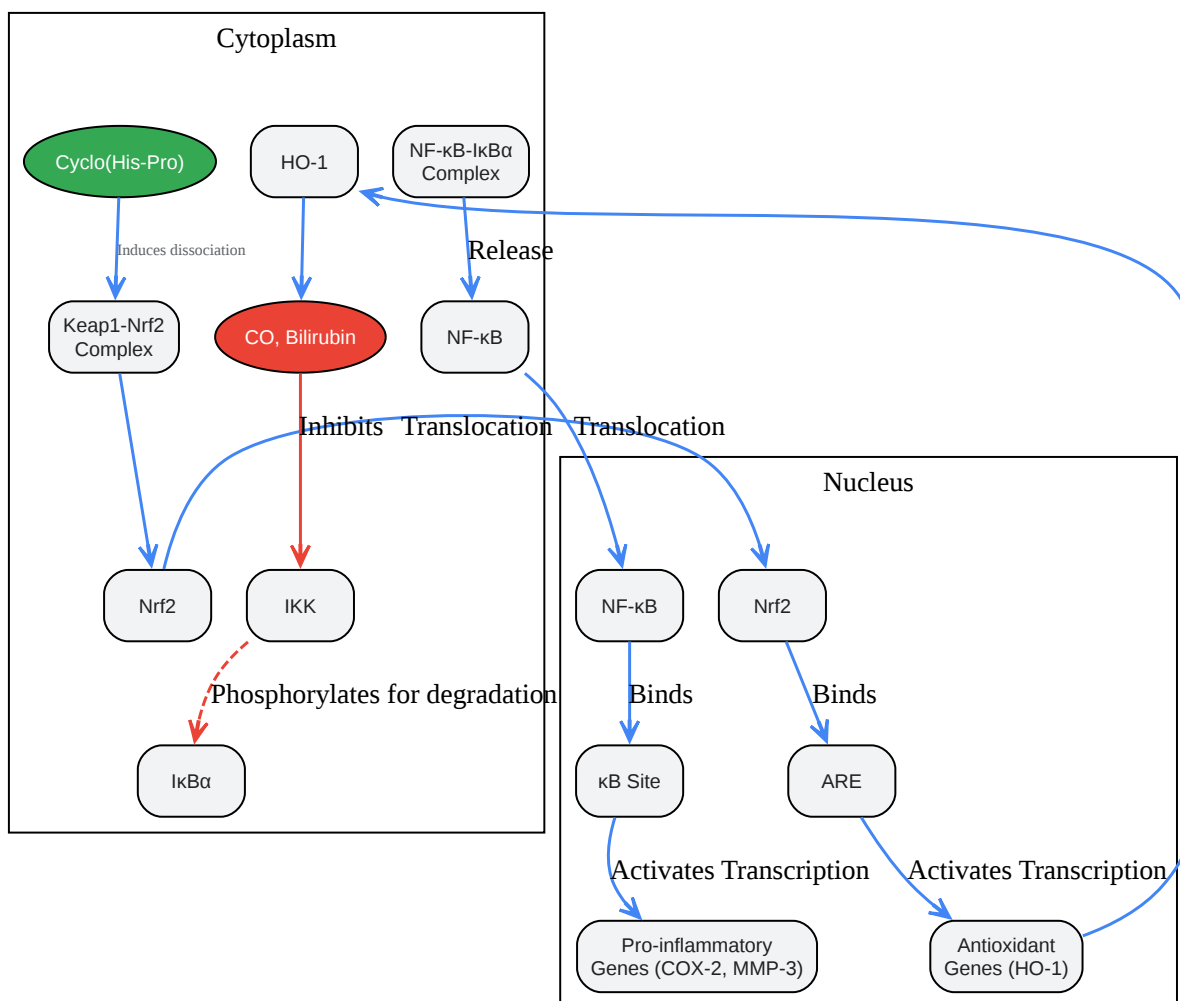 Cytoplasm
Cyclo(His-Pro)
HO-1
NF-κB-IκBα
Complex
Induces dissociation
Release
Keap1-Nrf2
Complex
CO, Bilirubin
NF-κB
Inhibits
Translocation
Translocation
Nucleus
Nrf2
IKK
NF-κB
Nrf2
Phosphorylates for degradation
Binds
Binds
IκBα
κB Site
ARE
Activates Transcription
Activates Transcription
Pro-inflammatory
Genes (COX-2, MMP-3)
Antioxidant
Genes (HO-1)